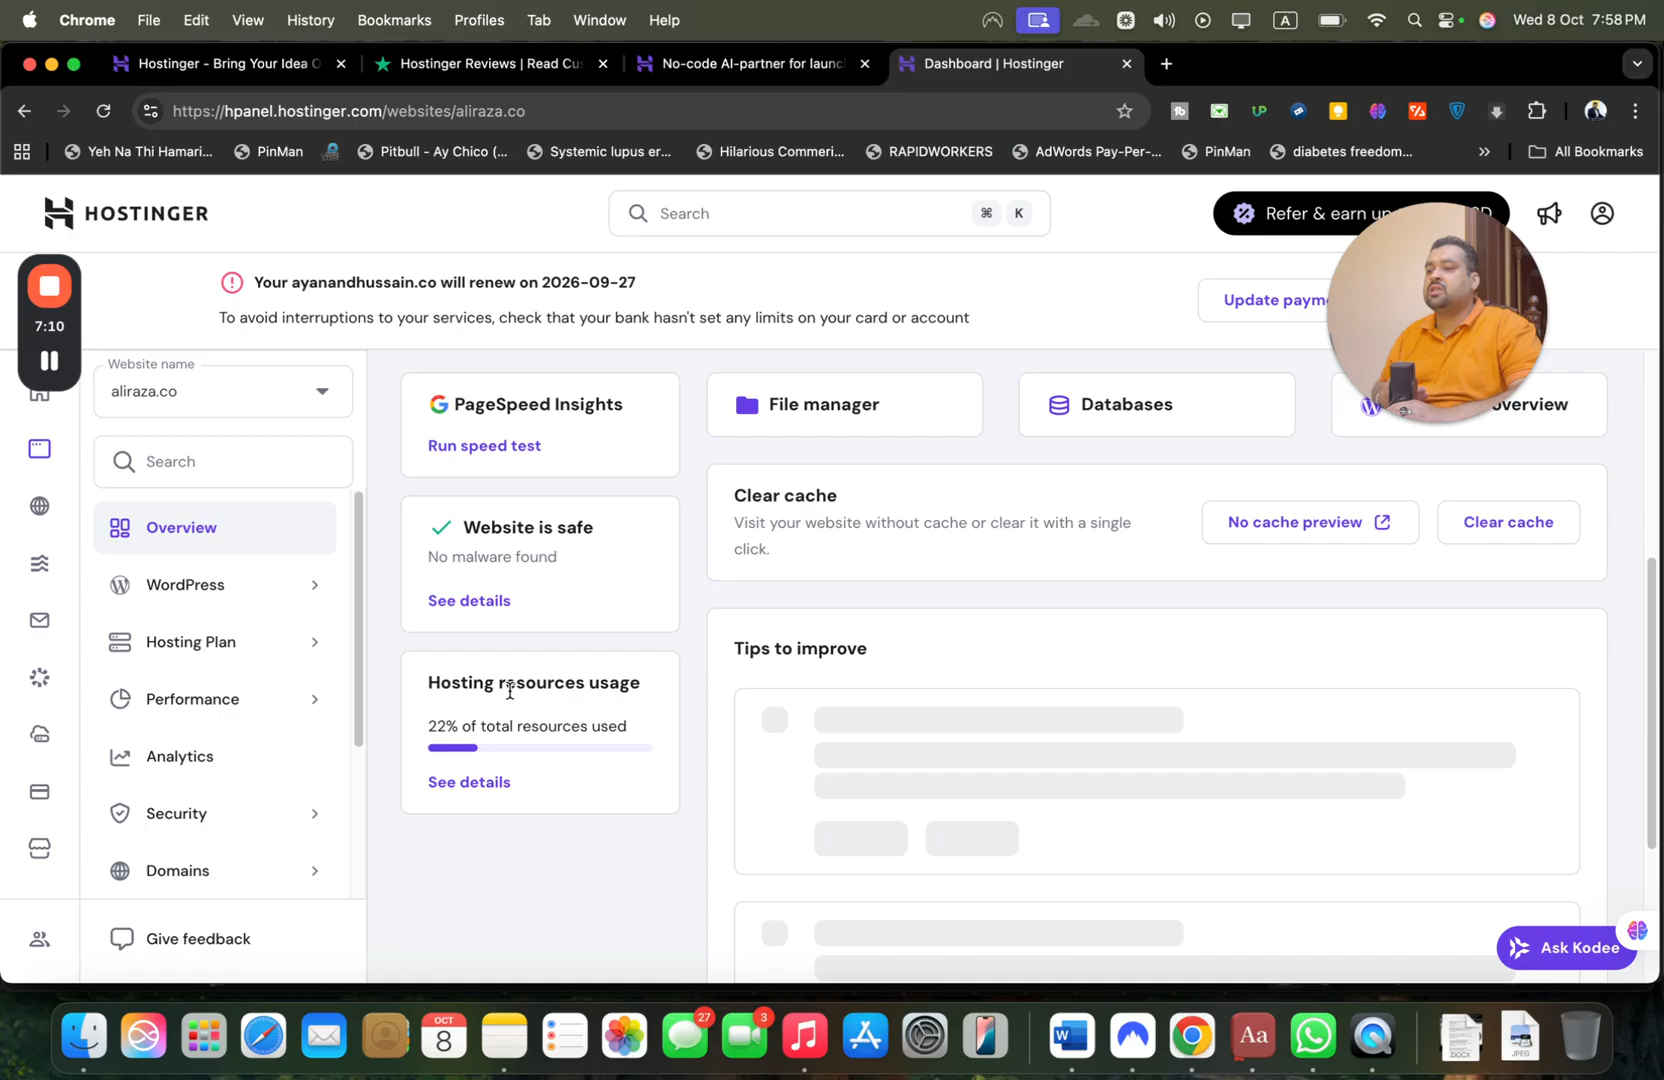 Chrome File Edit View History Bookmarks Profiles Tab Window Help
A
Wed 8 Oct 7:58 PM
Hostinger - Bring Your Idea O
Hostinger Reviews | Read Cus
No-code AI-partner for launc
Dashboard | Hostinger
https://hpanel.hostinger.com/websites/aliraza.co
Yeh Na Thi Hamari...
PinMan
Pitbull - Ay Chico (...
Systemic lupus er...
Hilarious Commeri...
RAPIDWORKERS
AdWords Pay-Per-...
PinMan
diabetes freedom...
»
All Bookmarks
HOSTINGER
Search
⌘ K
Refer & earn up
Your ayanandhussain.co will renew on 2026-09-27
To avoid interruptions to your services, check that your bank hasn't set any limits on your card or account
Update payme
7:10
Website name
aliraza.co
Search
Overview
WordPress
Hosting Plan
Performance
Analytics
Security
Domains
Give feedback
PageSpeed Insights
Run speed test
Website is safe
No malware found
See details
Hosting resources usage
22% of total resources used
See details
File manager
Databases
overview
Clear cache
Visit your website without cache or clear it with a single
click.
No cache preview
Clear cache
Tips to improve
Ask Kodee
OCT
8
27
3
Aa
DOCX
JPEG